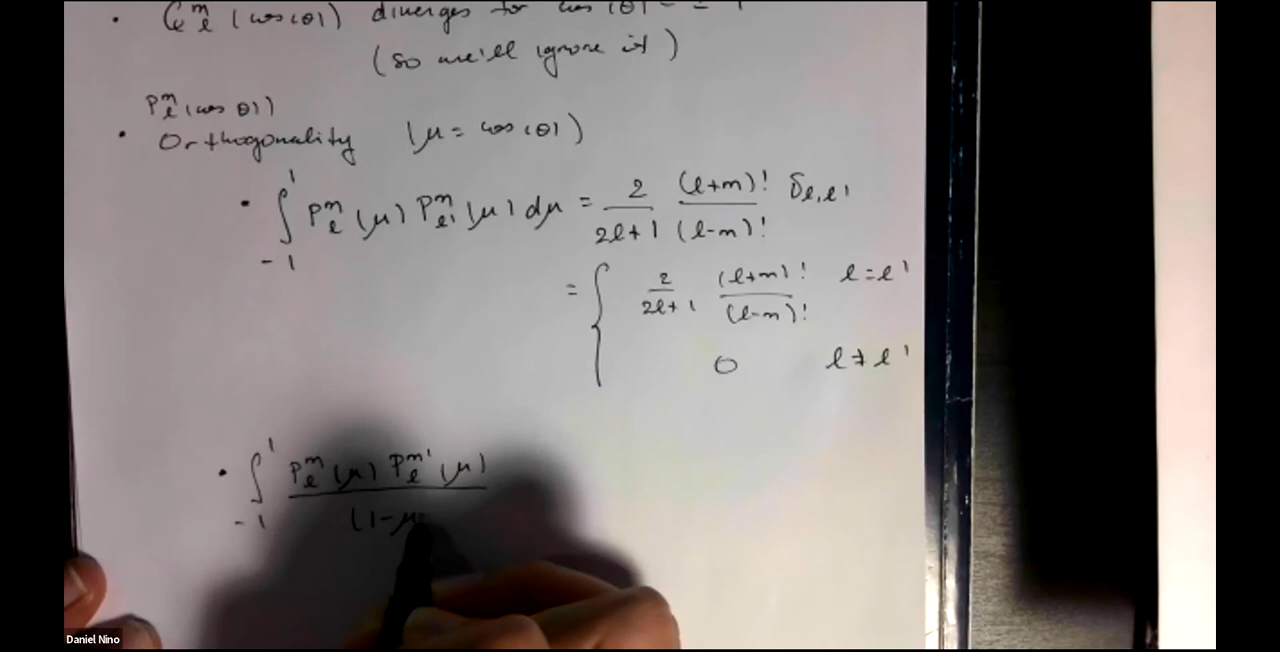 • Q_l^m (cos(θ)) diverges for cos(θ) = ± 1
(so we'll ignore it)
P_l^m (cos θ)
• Orthogonality (μ = cos(θ))
• ∫_{-1}^{1} P_l^m (μ) P_{l'}^m (μ) dμ = 2/(2l+1) (l+m)!/(l-m)! δ_{l,l'}
= { 2/(2l+1) (l+m)!/(l-m)! l = l'
0 l ≠ l'
• ∫_{-1}^{1} P_l^m (μ) P_l^{m'} (μ) / (1-μ
Daniel Nino